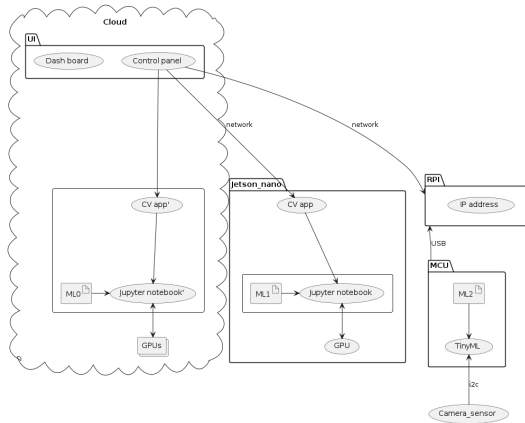 Cloud
UI
Dash board
Control panel
network
network
Jetson_nano
RPI
CV app'
CV app
IP address
USB
MCU
ML0
jupyter notebook'
ML1
Jupyter notebook
ML2
GPUs
GPU
TinyML
i2c
Camera_sensor